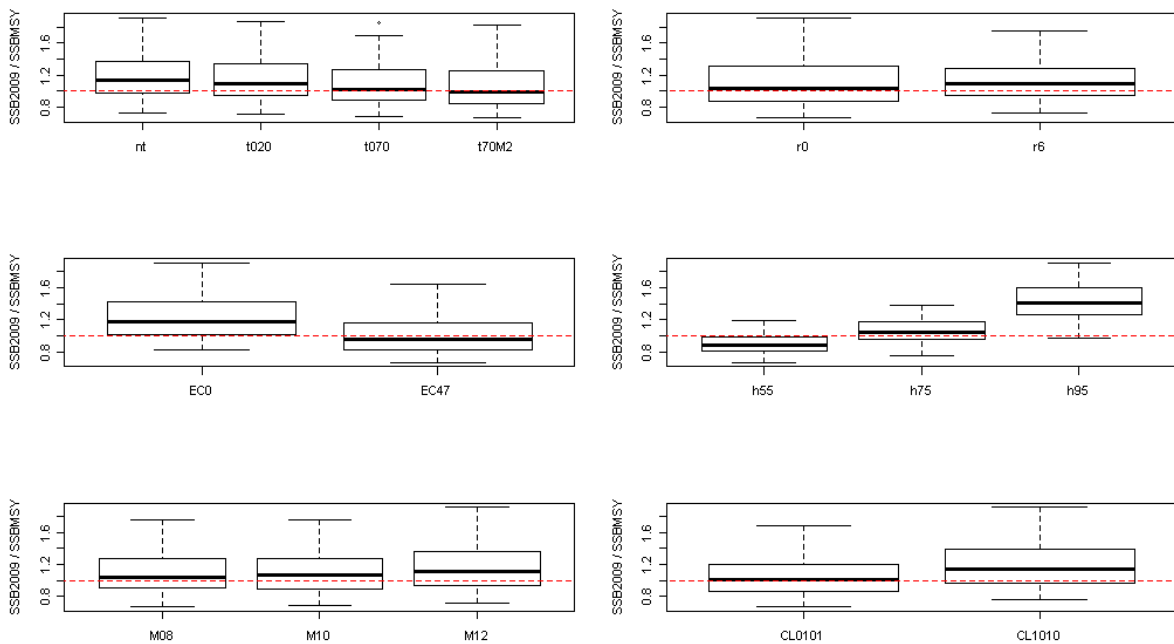 SSB2009 / SSBMSY
0.8 1.2 1.6
nt t020 t070 t70M2
SSB2009 / SSBMSY
0.8 1.2 1.6
r0 r6
SSB2009 / SSBMSY
0.8 1.2 1.6
EC0 EC47
SSB2009 / SSBMSY
0.8 1.2 1.6
h55 h75 h95
SSB2009 / SSBMSY
0.8 1.2 1.6
M08 M10 M12
SSB2009 / SSBMSY
0.8 1.2 1.6
CL0101 CL1010